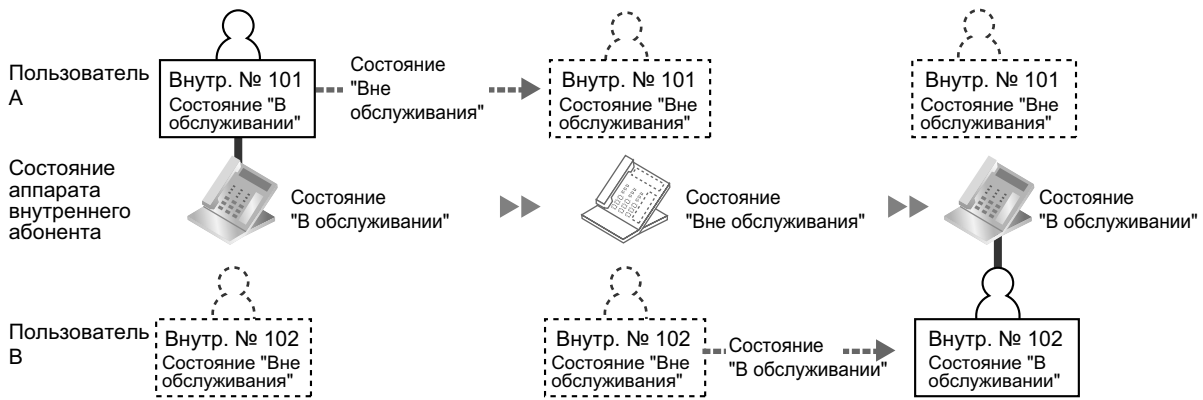 Пользователь
A
Внутр. № 101
Состояние "В
обслуживании"
Состояние
"Вне
обслуживания"
Внутр. № 101
Состояние "Вне
обслуживания"
Внутр. № 101
Состояние "Вне
обслуживания"
Состояние
аппарата
внутреннего
абонента
Состояние
"В обслуживании"
Состояние
"Вне обслуживания"
Состояние
"В обслуживании"
Пользователь
B
Внутр. № 102
Состояние "Вне
обслуживания"
Внутр. № 102
Состояние "Вне
обслуживания"
Состояние
"В обслуживании"
Внутр. № 102
Состояние "В
обслуживании"